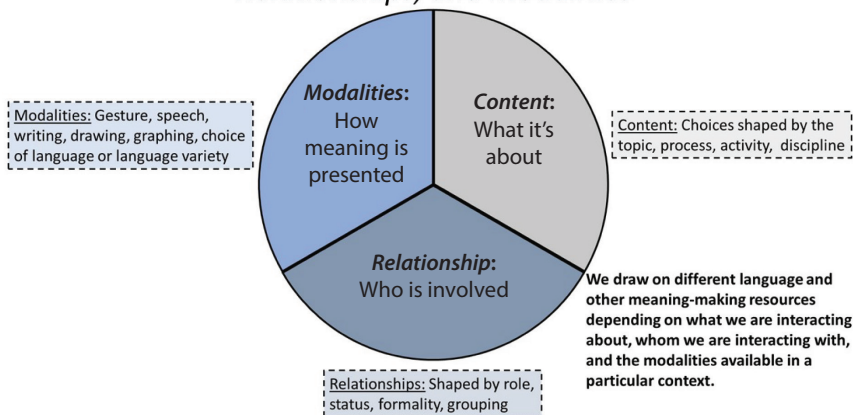 Modalities:
How
meaning is
presented
Content:
What it's
about
Relationship:
Who is involved
Modalities: Gesture, speech,
writing, drawing, graphing, choice
of language or language variety
Content: Choices shaped by the
topic, process, activity, discipline
We draw on different language and
other meaning-making resources
depending on what we are interacting
about, whom we are interacting with,
and the modalities available in a
particular context.
Relationships: Shaped by role,
status, formality, grouping